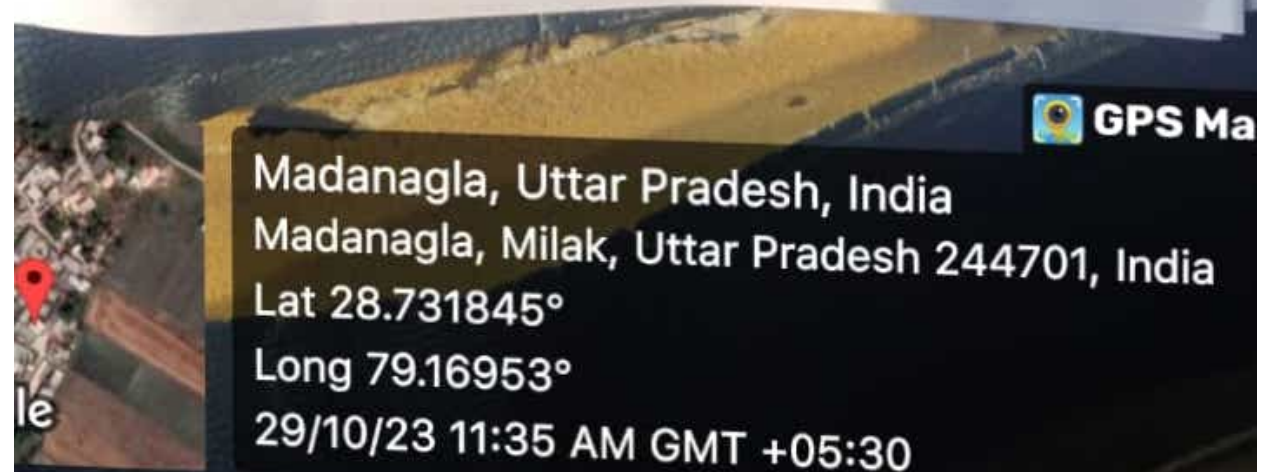 GPS Ma
Madanagla, Uttar Pradesh, India
Madanagla, Milak, Uttar Pradesh 244701, India
Lat 28.731845°
Long 79.16953°
29/10/23 11:35 AM GMT +05:30
le